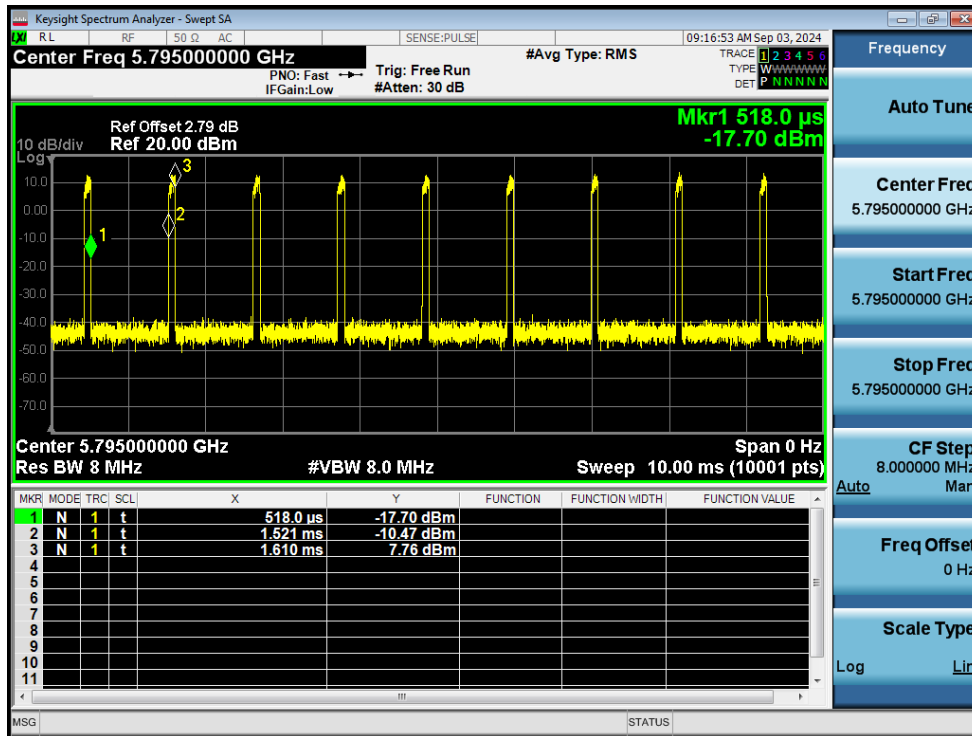 Keysight Spectrum Analyzer - Swept SA
LXI RL RF 50 Ω AC SENSE:PULSE 09:16:53 AM Sep 03, 2024
Center Freq 5.795000000 GHz
PNO: Fast
IFGain:Low
Trig: Free Run
#Atten: 30 dB
#Avg Type: RMS
TRACE 1 2 3 4 5 6
TYPE WWWWWW
DET P N N N N N
Ref Offset 2.79 dB
10 dB/div Ref 20.00 dBm
Log
Mkr1 518.0 µs
-17.70 dBm
10.0
0.00
-10.0
-20.0
-30.0
-40.0
-50.0
-60.0
-70.0
1
2
3
Center 5.795000000 GHz Span 0 Hz
Res BW 8 MHz #VBW 8.0 MHz Sweep 10.00 ms (10001 pts)
MKR MODE TRC SCL X Y FUNCTION FUNCTION WIDTH FUNCTION VALUE
1 N 1 t 518.0 µs -17.70 dBm
2 N 1 t 1.521 ms -10.47 dBm
3 N 1 t 1.610 ms 7.76 dBm
4
5
6
7
8
9
10
11
MSG STATUS
Frequency
Auto Tune
Center Freq
5.795000000 GHz
Start Freq
5.795000000 GHz
Stop Freq
5.795000000 GHz
CF Step
8.000000 MHz
Auto Man
Freq Offset
0 Hz
Scale Type
Log Lin